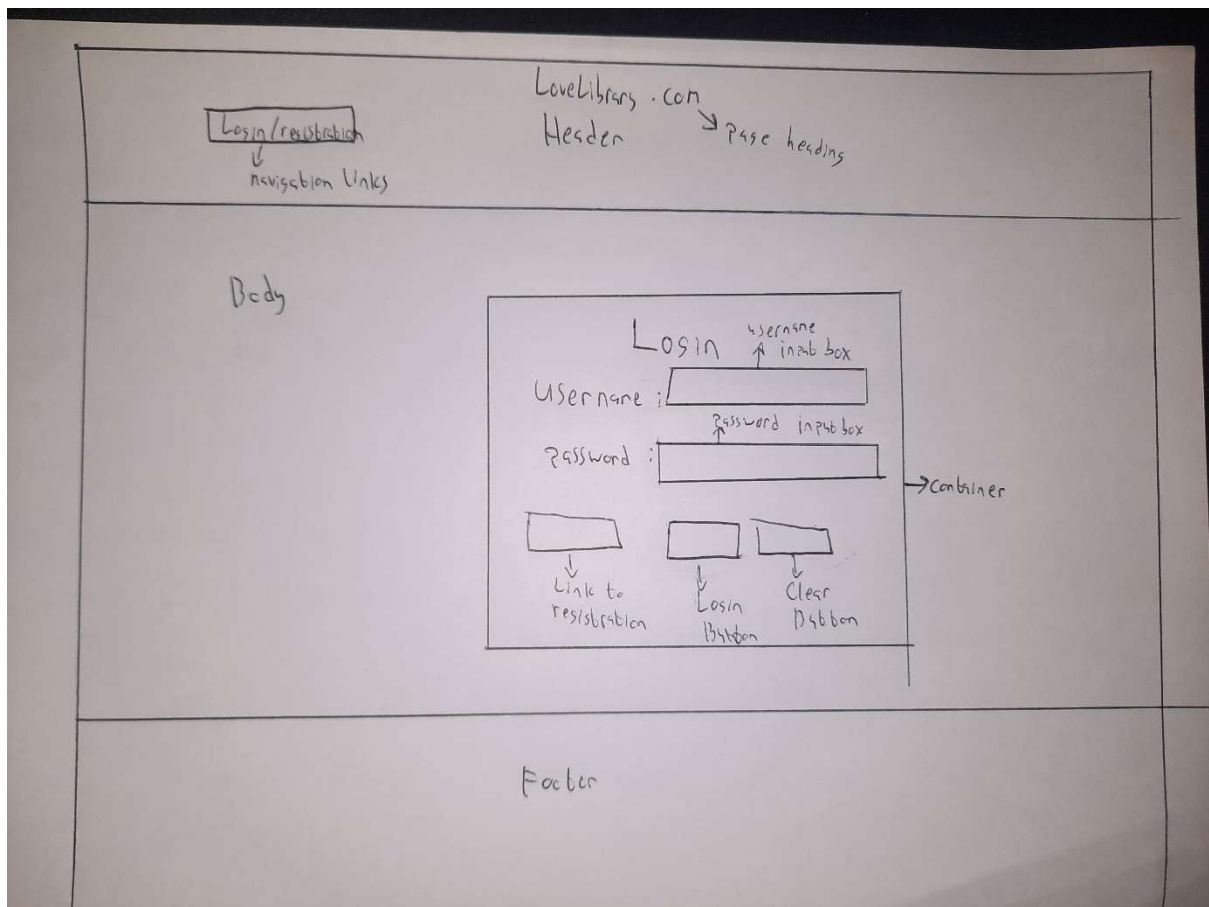 LoveLibrary.com
Header
page heading
Login/registration
navigation links
Body
Login
username
input box
Username :
password input box
password :
container
Link to
registration
Login
Button
Clear
Button
Footer